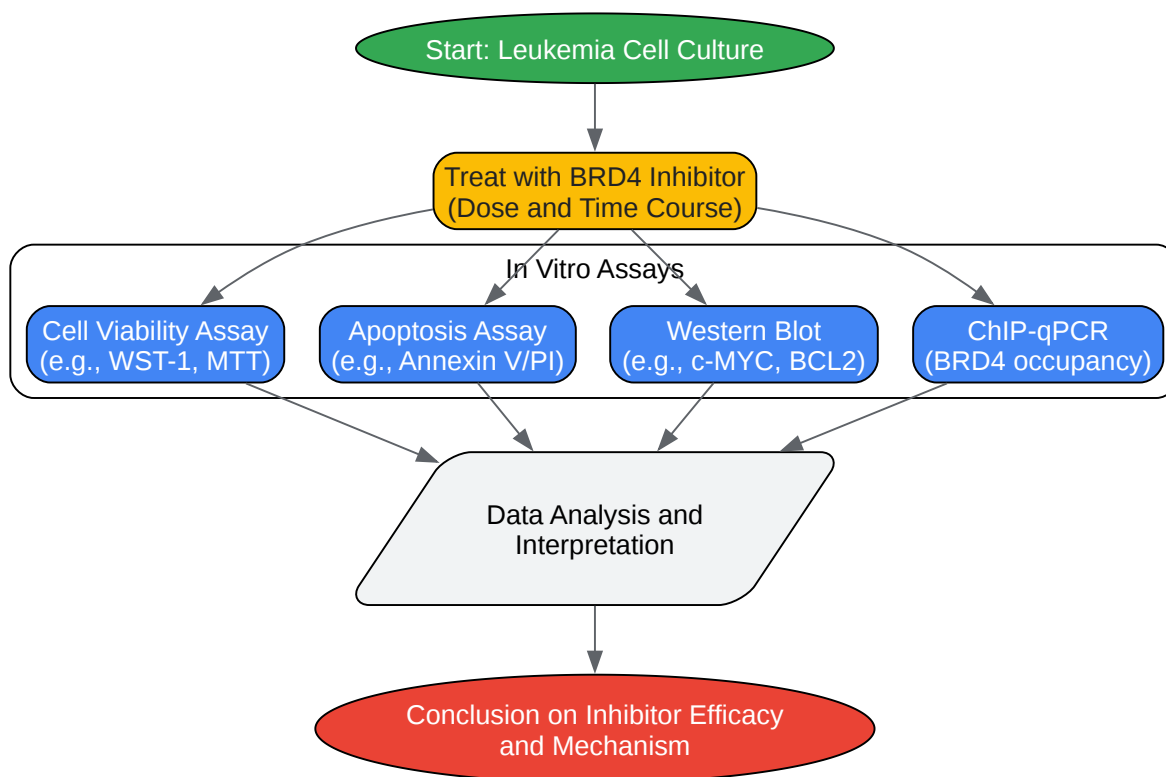 Start: Leukemia Cell Culture
Treat with BRD4 Inhibitor
(Dose and Time Course)
In Vitro Assays
Cell Viability Assay
(e.g., WST-1, MTT)
Apoptosis Assay
(e.g., Annexin V/PI)
Western Blot
(e.g., c-MYC, BCL2)
ChIP-qPCR
(BRD4 occupancy)
Data Analysis and
Interpretation
Conclusion on Inhibitor Efficacy
and Mechanism